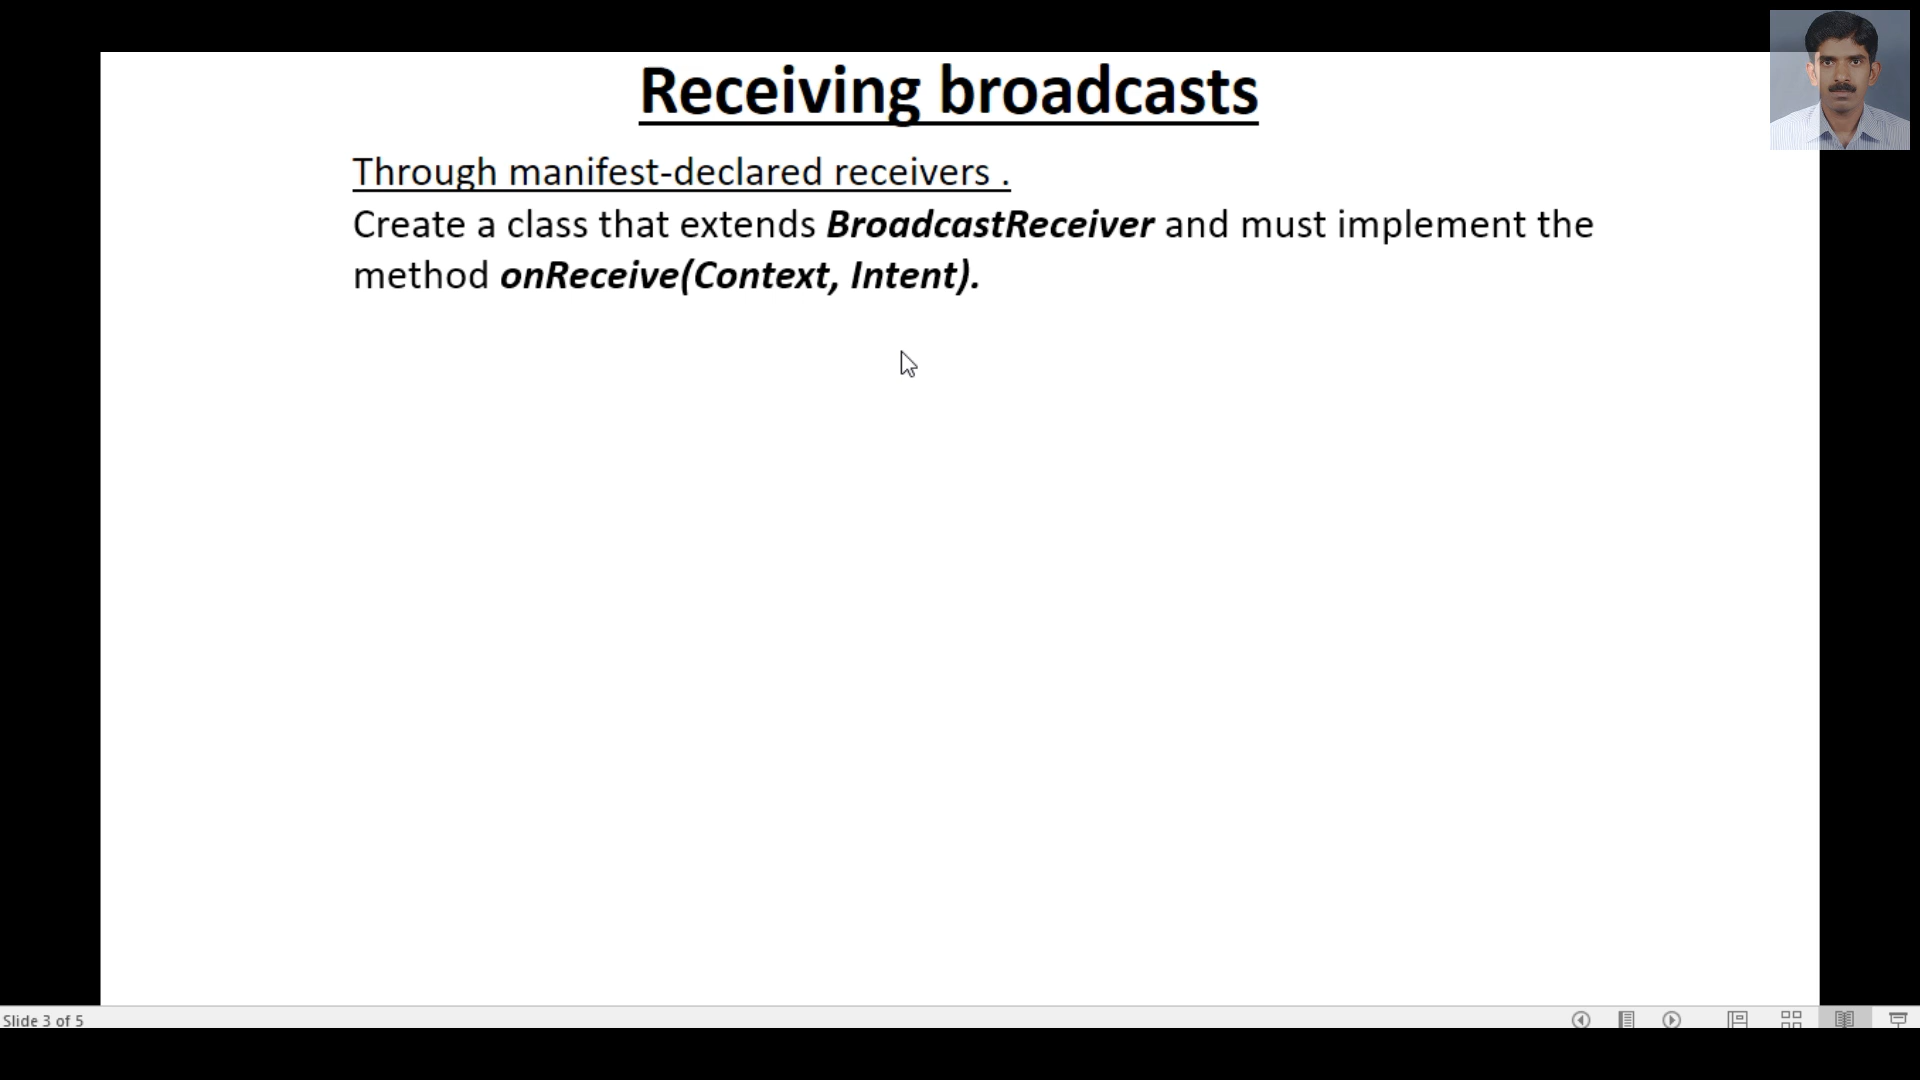 Receiving broadcasts
Through manifest-declared receivers .
Create a class that extends BroadcastReceiver and must implement the
method onReceive(Context, Intent).
Slide 3 of 5